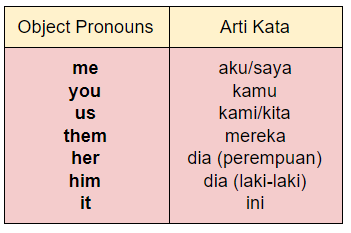 Object Pronouns Arti Kata
me aku/saya
you kamu
us kami/kita
them mereka
her dia (perempuan)
him dia (laki-laki)
it ini